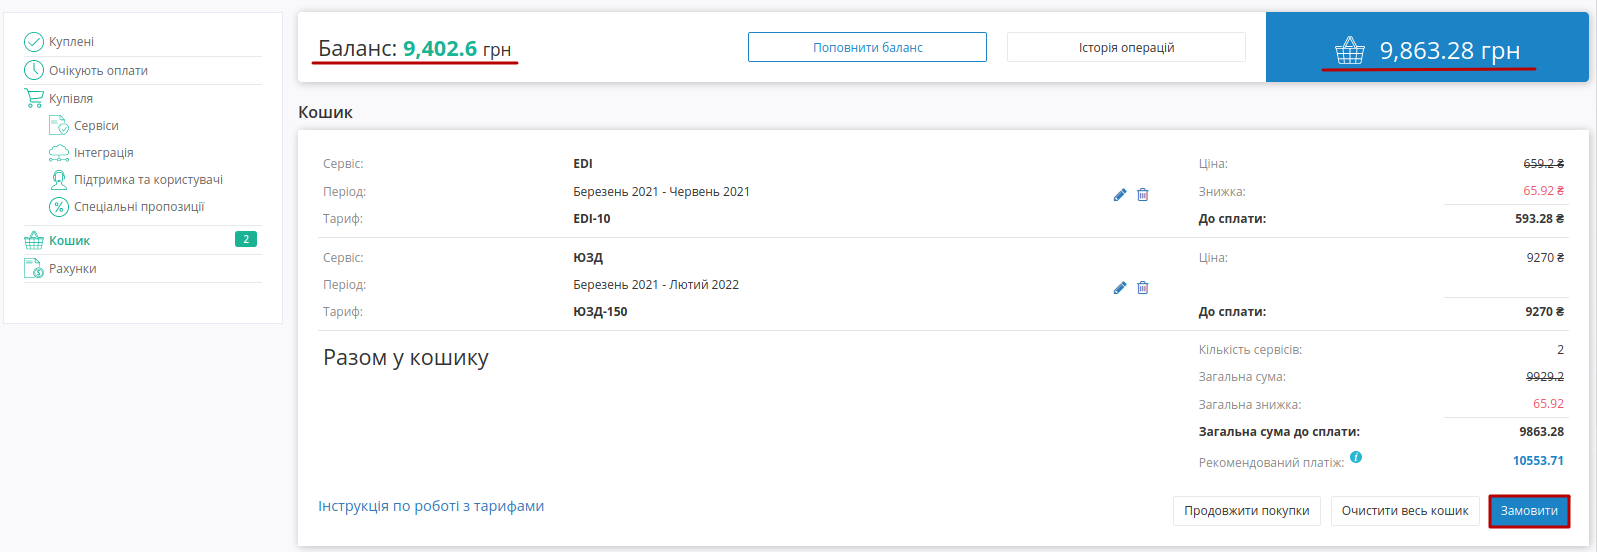 Куплені
Очікують оплати
Купівля
Сервіси
Інтеграція
Підтримка та користувачі
Спеціальні пропозиції
Кошик 2
Рахунки
Баланс: 9,402.6 грн
Поповнити баланс
Історія операцій
9,863.28 грн
Кошик
Сервіс: EDI Ціна: 659.2 ₴
Період: Березень 2021 - Червень 2021 Знижка: 65.92 ₴
Тариф: EDI-10 До сплати: 593.28 ₴
Сервіс: ЮЗД Ціна: 9270 ₴
Період: Березень 2021 - Лютий 2022
Тариф: ЮЗД-150 До сплати: 9270 ₴
Разом у кошику
Кількість сервісів: 2
Загальна сума: 9929.2
Загальна знижка: 65.92
Загальна сума до сплати: 9863.28
Рекомендований платіж: i 10553.71
Інструкція по роботі з тарифами
Продовжити покупки
Очистити весь кошик
Замовити